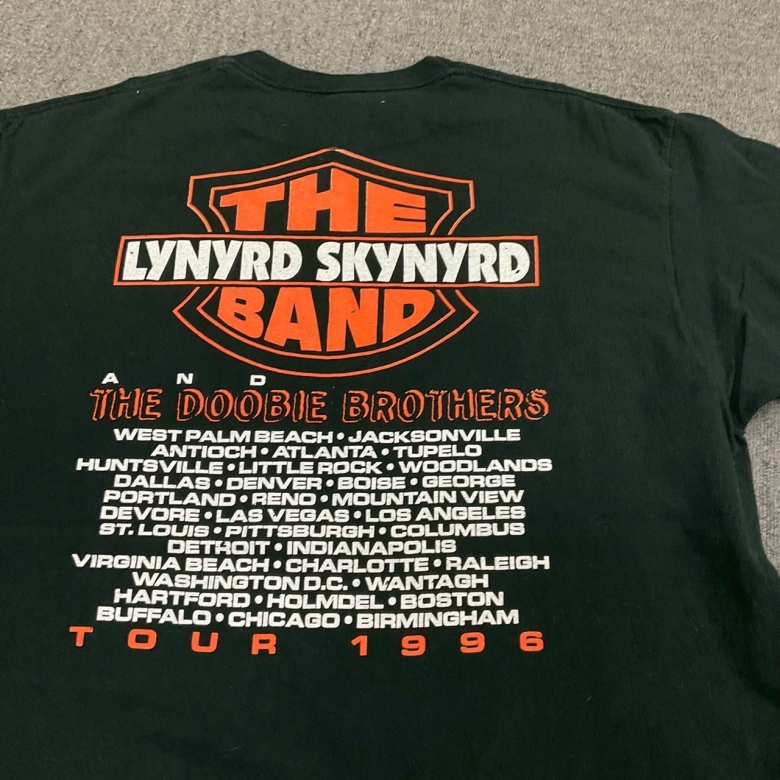 THE
LYNYRD SKYNYRD
BAND
AND
THE DOOBIE BROTHERS
WEST PALM BEACH • JACKSONVILLE
ANTIOCH • ATLANTA • TUPELO
HUNTSVILLE • LITTLE ROCK • WOODLANDS
DALLAS • DENVER • BOISE • GEORGE
PORTLAND • RENO • MOUNTAIN VIEW
DEVORE • LAS VEGAS • LOS ANGELES
ST. LOUIS • PITTSBURGH • COLUMBUS
DETROIT • INDIANAPOLIS
VIRGINIA BEACH • CHARLOTTE • RALEIGH
WASHINGTON D.C. • WANTAGH
HARTFORD • HOLMDEL • BOSTON
BUFFALO • CHICAGO • BIRMINGHAM
TOUR 1996